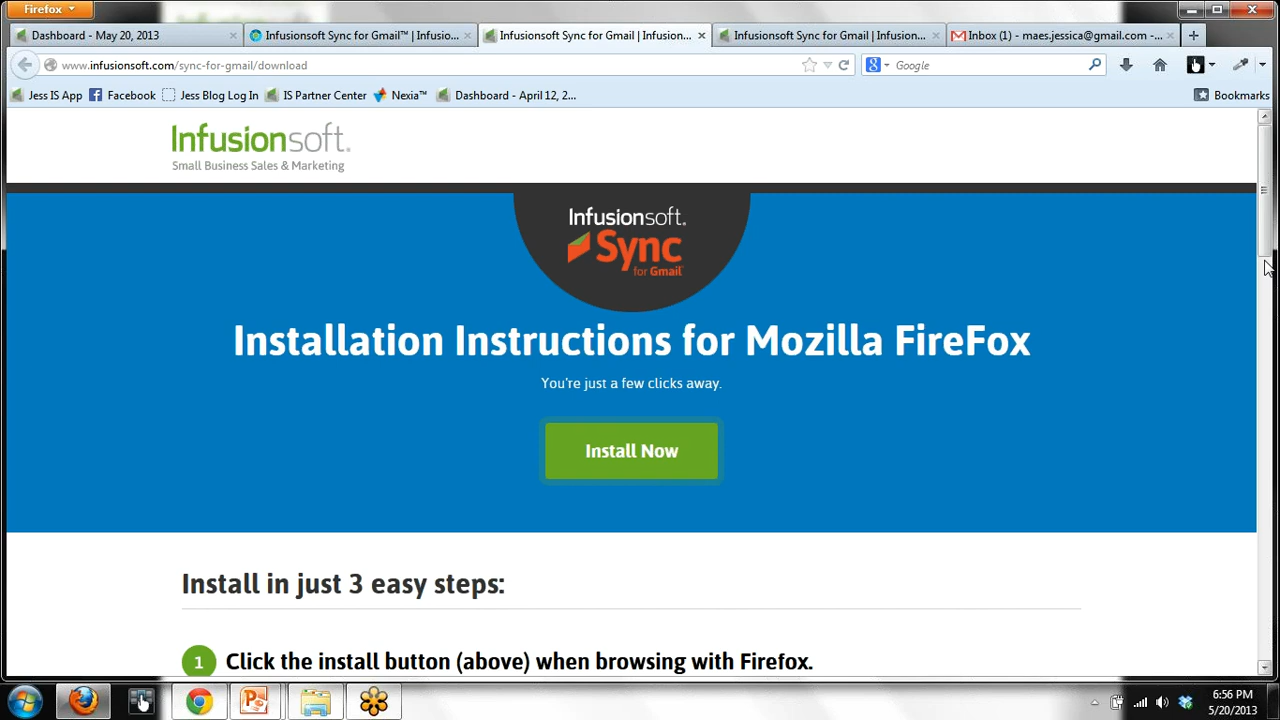 Firefox
Dashboard - May 20, 2013
Infusionsoft Sync for Gmail™ | Infusio...
Infusionsoft Sync for Gmail | Infusion...
Infusionsoft Sync for Gmail | Infusion...
Inbox (1) - maes.jessica@gmail.com -...
www.infusionsoft.com/sync-for-gmail/download
Google
Jess IS App
Facebook
Jess Blog Log In
IS Partner Center
Nexia™
Dashboard - April 12, 2...
Bookmarks
Infusionsoft.
Small Business Sales & Marketing
Infusionsoft.
Sync
for Gmail
Installation Instructions for Mozilla FireFox
You're just a few clicks away.
Install Now
Install in just 3 easy steps:
1 Click the install button (above) when browsing with Firefox.
6:56 PM
5/20/2013